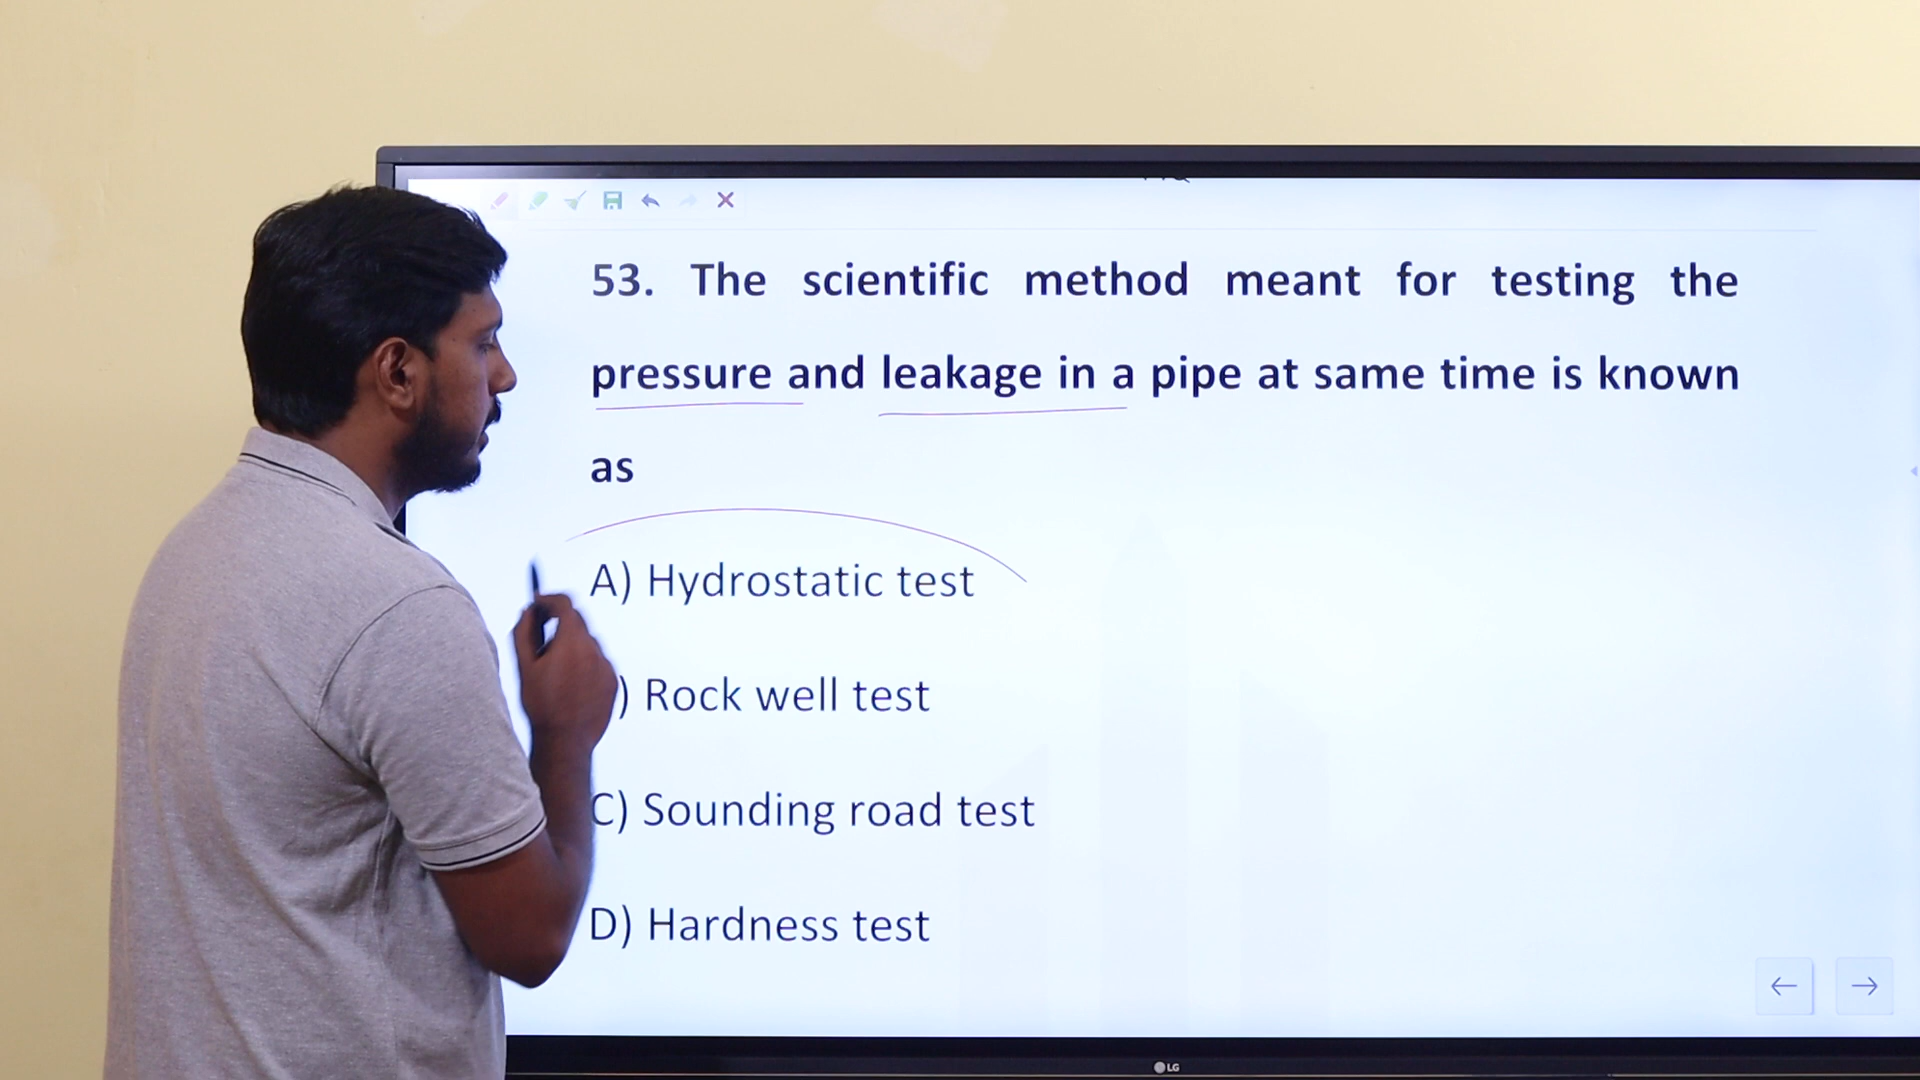 53. The scientific method meant for testing the
pressure and leakage in a pipe at same time is known
as
A) Hydrostatic test
) Rock well test
C) Sounding road test
D) Hardness test
LG